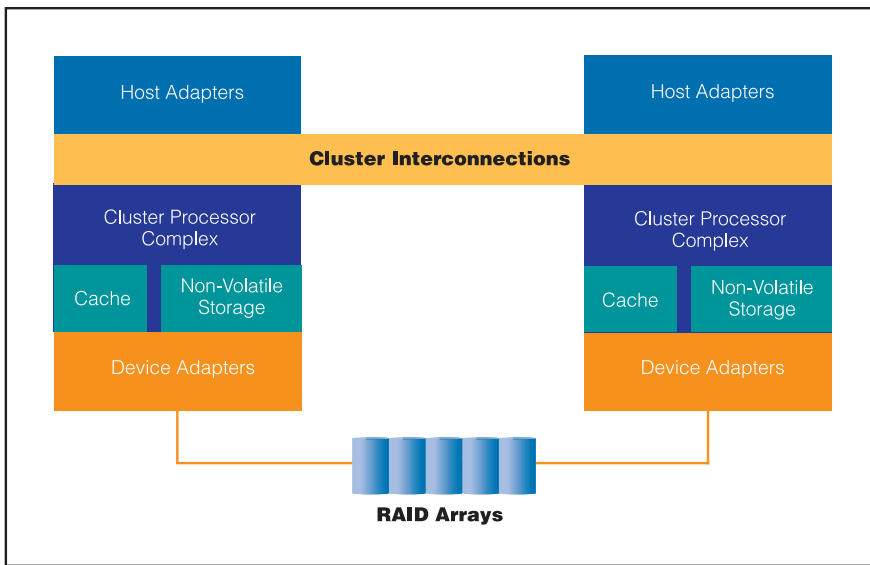 Host Adapters
Host Adapters
Cluster Interconnections
Cluster Processor
Complex
Cluster Processor
Complex
Cache
Non-Volatile
Storage
Cache
Non-Volatile
Storage
Device Adapters
Device Adapters
RAID Arrays